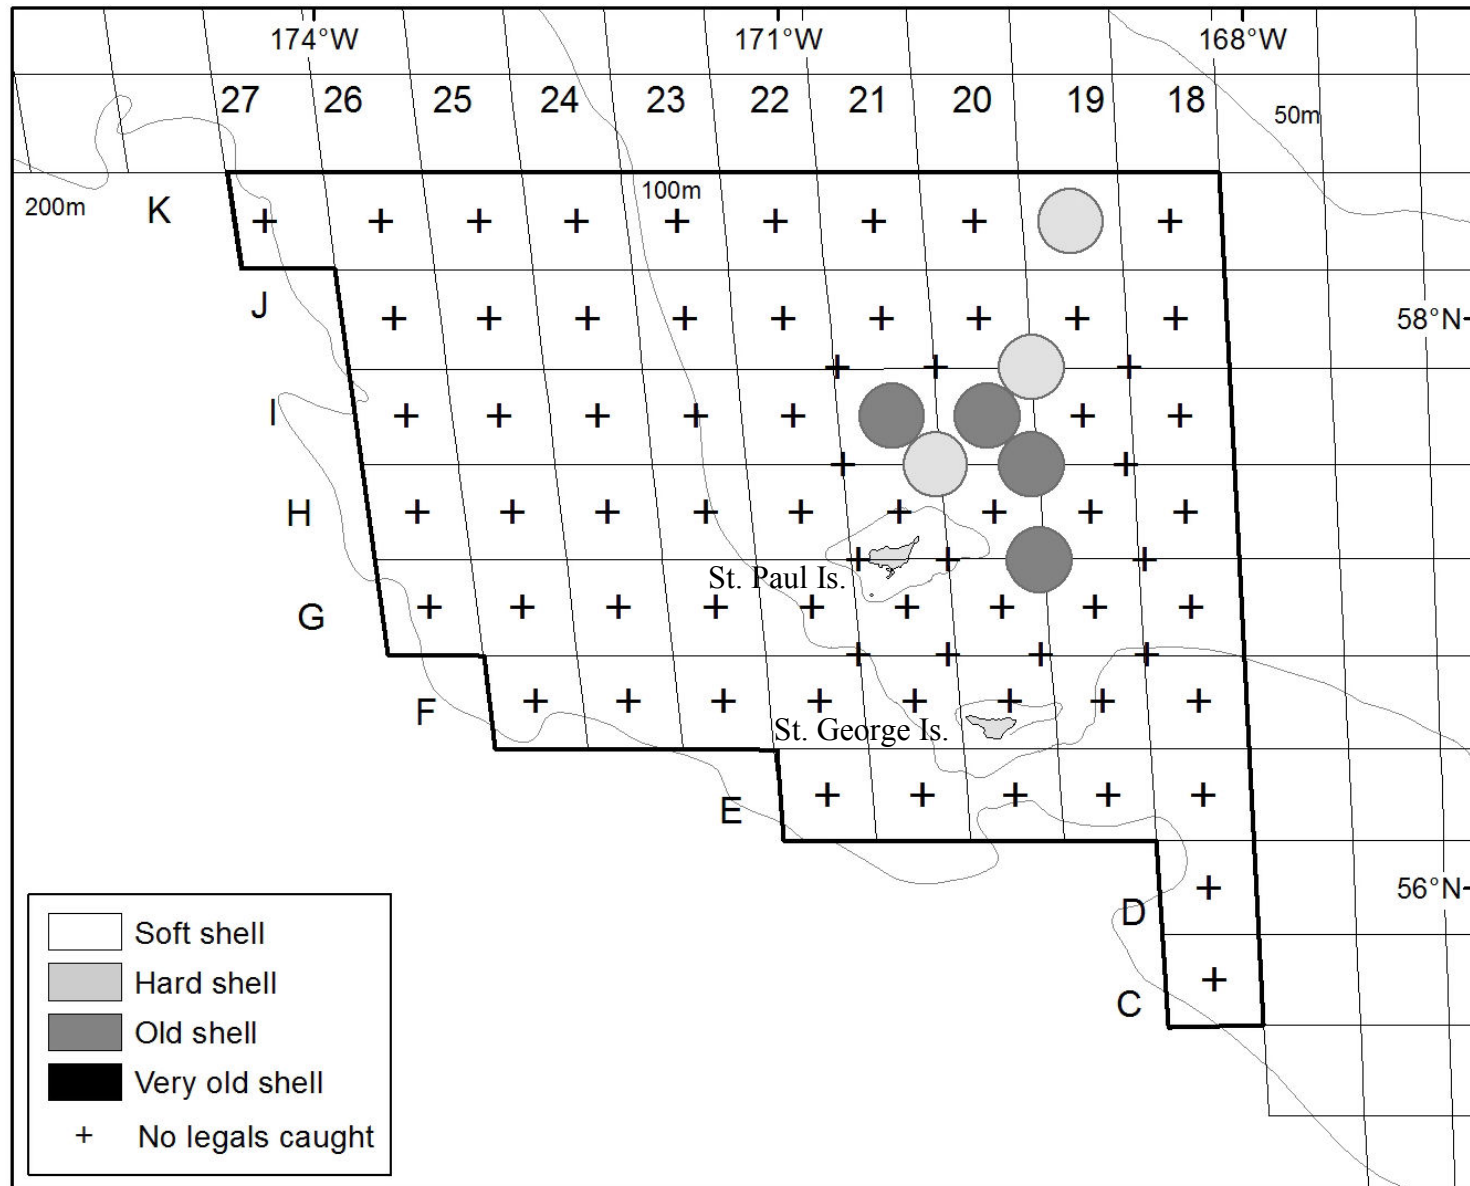 174°W 171°W 168°W
27 26 25 24 23 22 21 20 19 18
50m
100m
200m
K
J
58°N
I
H
St. Paul Is.
G
F
St. George Is.
E
56°N
D
C
Soft shell
Hard shell
Old shell
Very old shell
+ No legals caught